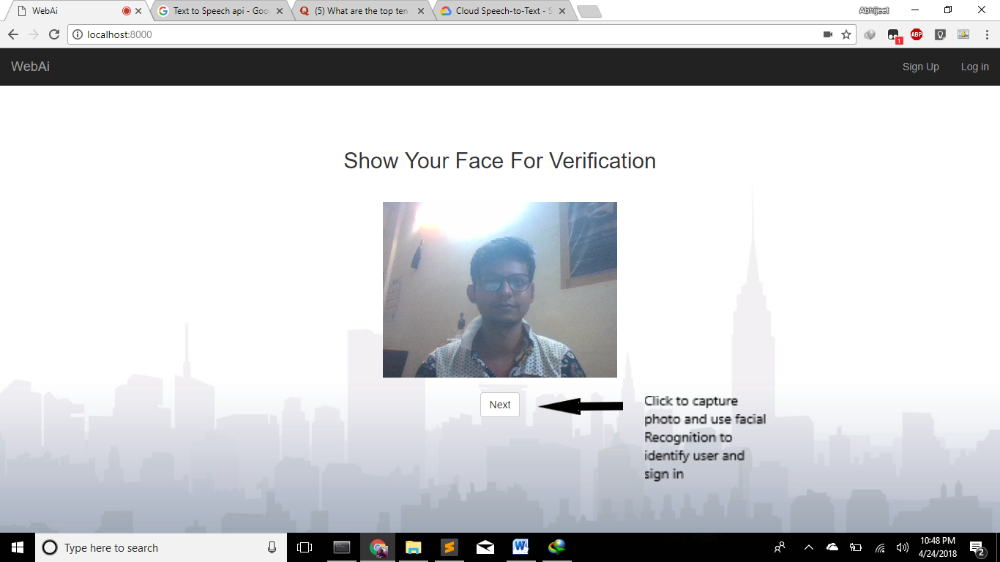 WebAi
Text to Speech api - Goo
(5) What are the top ten
Cloud Speech-to-Text - S
Abhijeet
localhost:8000
1
ABP
WebAi
Sign Up
Log in
Show Your Face For Verification
Next
Click to capture
photo and use facial
Recognition to
identify user and
sign in
Type here to search
10:48 PM
4/24/2018
2